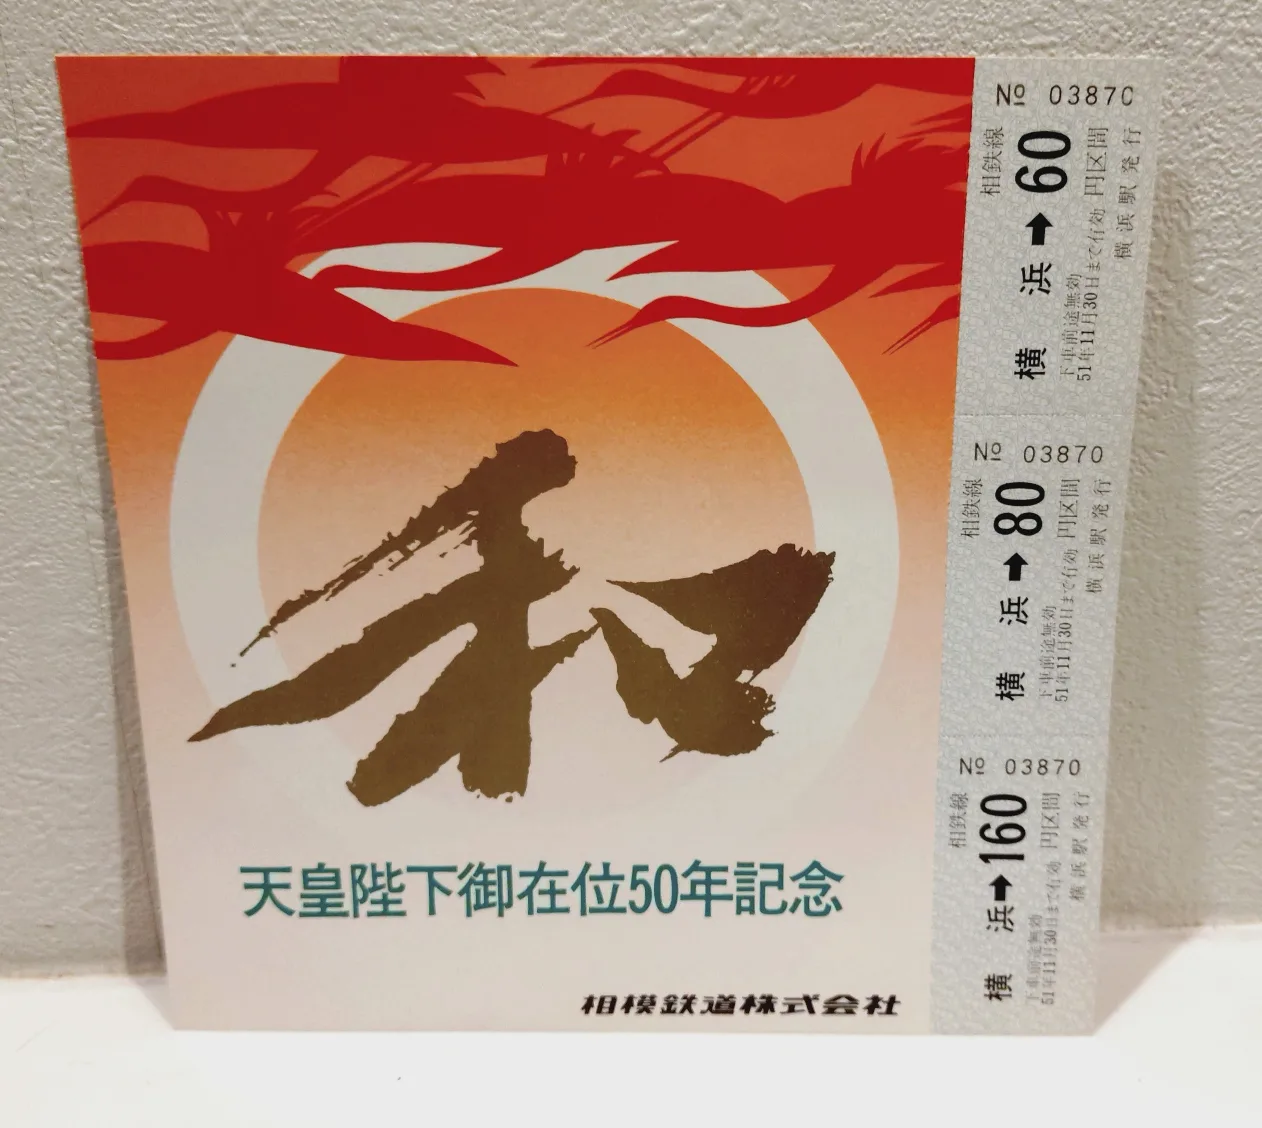 和
天皇陛下御在位50年記念
相模鉄道株式会社
№ 03870
相鉄線
横浜➡60円区間
下車前途無効
51年11月30日まで有効
横浜駅発行
№ 03870
相鉄線
横浜➡80円区間
下車前途無効
51年11月30日まで有効
横浜駅発行
№ 03870
相鉄線
横浜➡160円区間
下車前途無効
51年11月30日まで有効
横浜駅発行